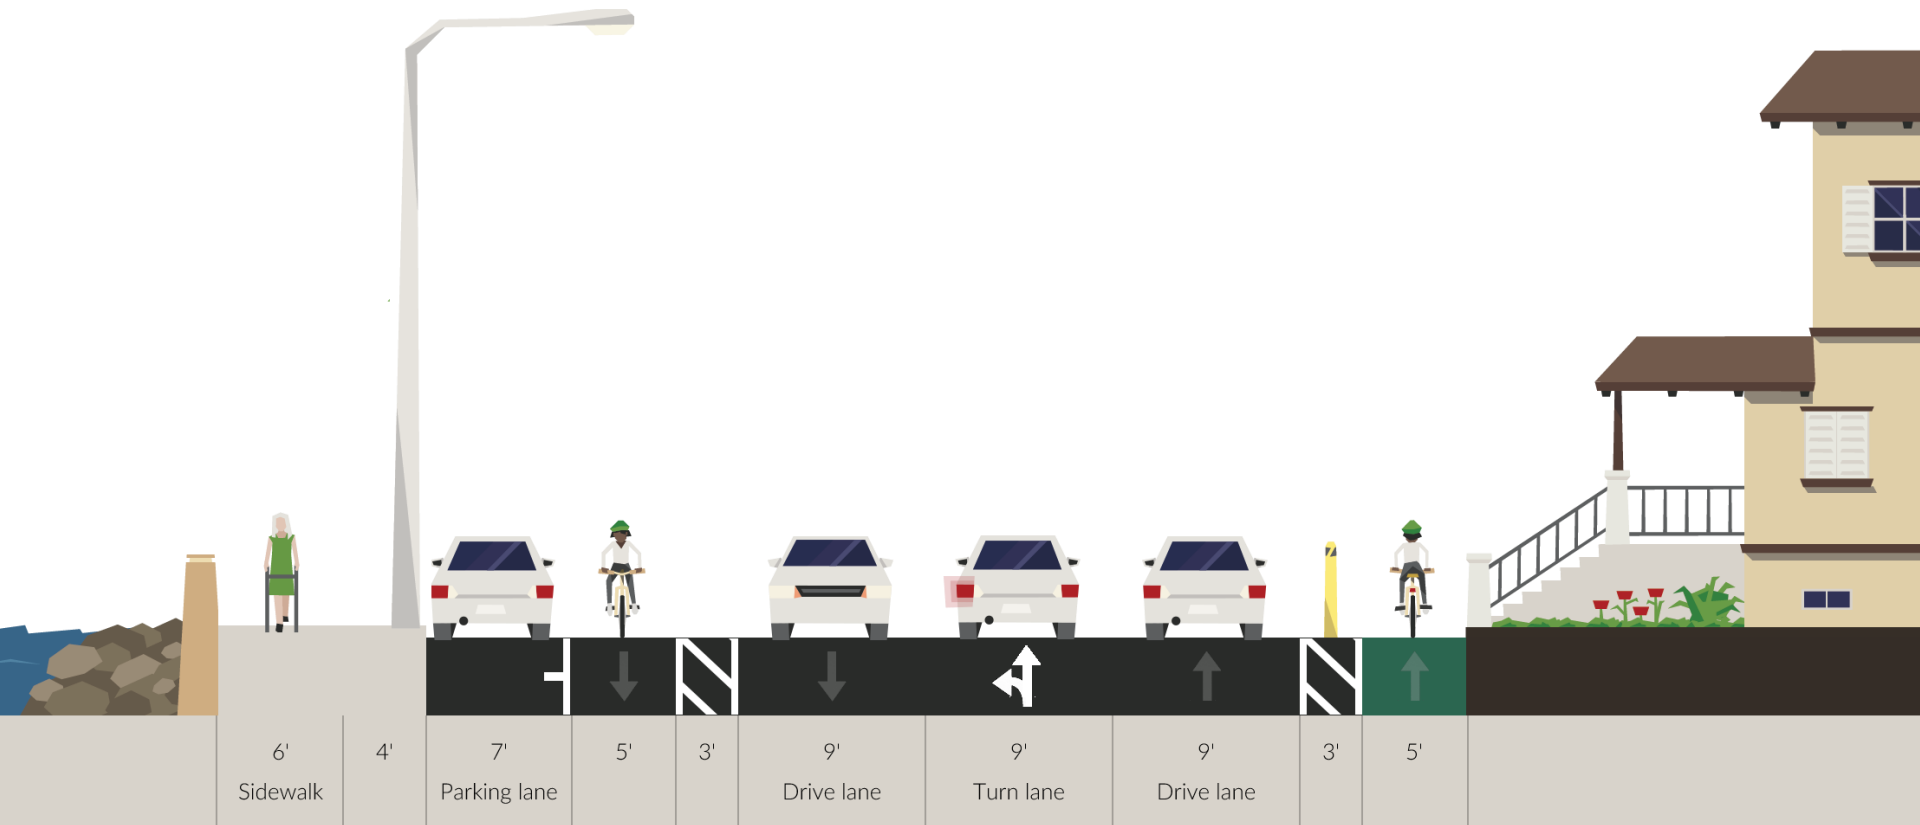 6' 4' 7' 5' 3' 9' 9' 9' 3' 5'
Sidewalk Parking lane Drive lane Turn lane Drive lane